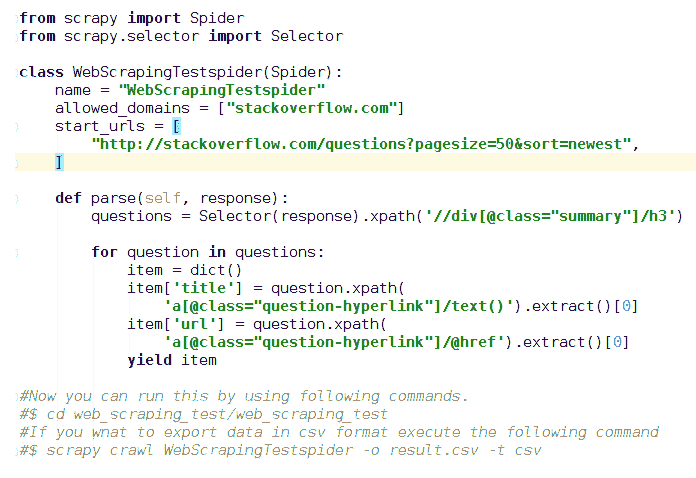 from scrapy import Spider
from scrapy.selector import Selector
class WebScrapingTestspider(Spider):
name = "WebScrapingTestspider"
allowed_domains = ["stackoverflow.com"]
start_urls = [
"http://stackoverflow.com/questions?pagesize=50&sort=newest",
]
def parse(self, response):
questions = Selector(response).xpath('//div[@class="summary"]/h3')
for question in questions:
item = dict()
item['title'] = question.xpath(
'a[@class="question-hyperlink"]/text()').extract()[0]
item['url'] = question.xpath(
'a[@class="question-hyperlink"]/@href').extract()[0]
yield item
#Now you can run this by using following commands.
#$ cd web_scraping_test/web_scraping_test
#If you wnat to export data in csv format execute the following command
#$ scrapy crawl WebScrapingTestspider -o result.csv -t csv